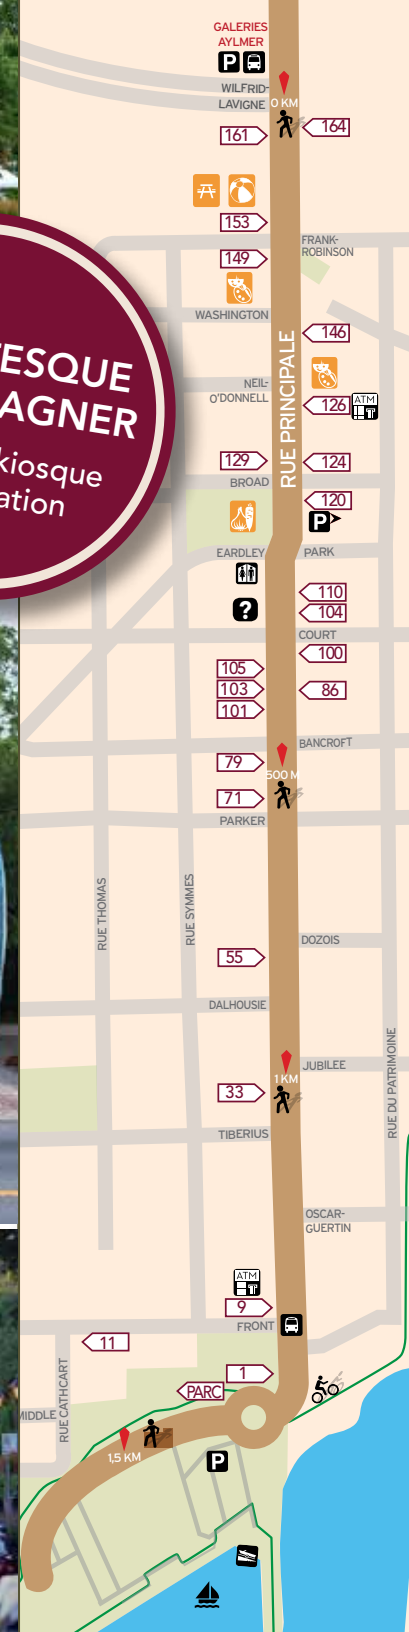 GALERIES
AYLMER
P
WILFRID-
LAVIGNE
0 KM
161
164
153
FRANK-
ROBINSON
149
WASHINGTON
146
RUE PRINCIPALE
NEIL-
O'DONNELL
126
ATM
129
124
BROAD
120
P
EARDLEY
PARK
?
110
104
COURT
100
105
103
86
101
BANCROFT
79
500 M
71
PARKER
RUE THOMAS
RUE SYMMES
DOZOIS
55
DALHOUSIE
RUE DU PATRIMOINE
JUBILEE
1 KM
33
TIBERIUS
OSCAR-
GUERTIN
ATM
9
FRONT
11
1
PARC
RUE CATHCART
MIDDLE
1,5 KM
P
ESQUE
AGNER
kiosque
ation